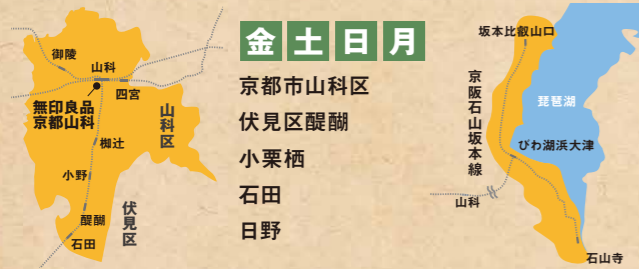 御陵
山科
四宮
無印良品
京都山科
山科区
椥辻
小野
醍醐
石田
伏見区
金土日月
京都市山科区
伏見区醍醐
小栗栖
石田
日野
坂本比叡山口
京阪石山坂本線
琵琶湖
びわ湖浜大津
山科
石山寺